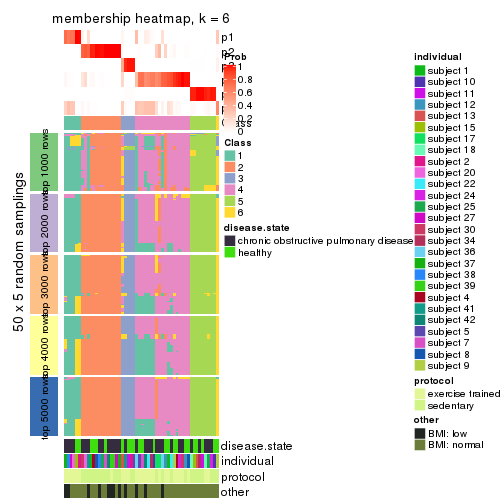 membership heatmap, k = 6
p1
p2
Prob
1
0.8
0.6
0.4
0.2
0
Class
1
2
3
4
5
6
disease.state
chronic obstructive pulmonary disease
healthy
50 x 5 random samplings
top 1000 rows
top 2000 rows
top 3000 rows
top 4000 rows
top 5000 rows
disease.state
individual
protocol
other
individual
subject 1
subject 10
subject 11
subject 12
subject 13
subject 15
subject 17
subject 18
subject 2
subject 20
subject 22
subject 24
subject 25
subject 27
subject 30
subject 34
subject 36
subject 37
subject 38
subject 39
subject 4
subject 41
subject 42
subject 5
subject 7
subject 8
subject 9
protocol
exercise trained
sedentary
other
BMI: low
BMI: normal